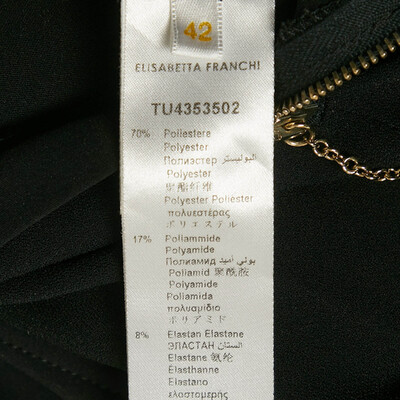 42
ELISABETTA FRANCHI
TU4353502
70% Poliestere
Polyester
Полиэстер البوليستر
Polyester
聚酯纤维
Polyester Poliester
πολυεστέρας
ポリエステル
17% Poliammide
Polyamide
Полиамид بولي أميد
Poliamid 聚酰胺
Polyamide
Poliamida
πολυαμίδιο
ポリアミド
8% Elastan Elastane
ЭЛАСТАН الستان
Elastane 氨纶
Elasthanne
Elastano
ελαστομερής